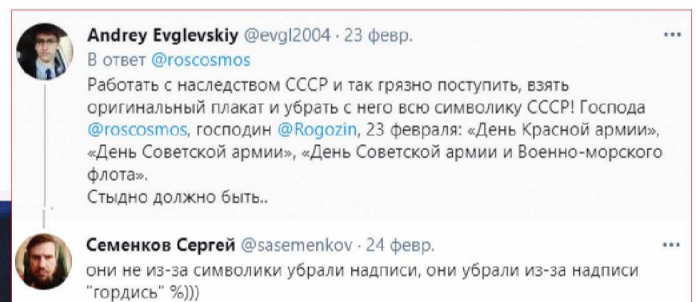 Andrey Evglevskiy @evgl2004 · 23 февр.
В ответ @roscosmos
Работать с наследством СССР и так грязно поступить, взять
оригинальный плакат и убрать с него всю символику СССР! Господа
@roscosmos, господин @Rogozin, 23 февраля: «День Красной армии»,
«День Советской армии», «День Советской армии и Военно-морского
флота».
Стыдно должно быть..
Семенков Сергей @sasemenkov · 24 февр.
они не из-за символики убрали надписи, они убрали из-за надписи
"гордись" %)))